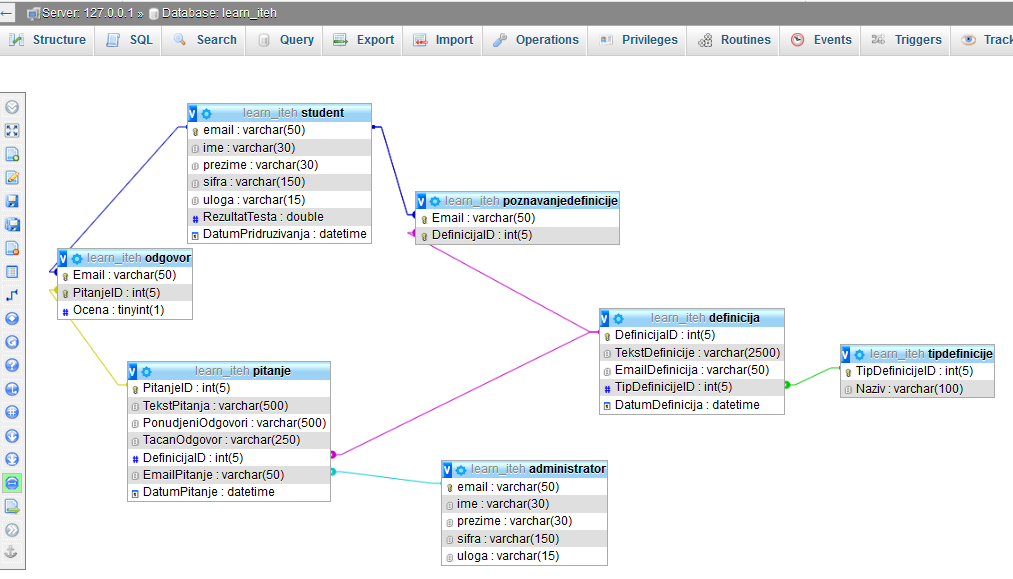 Server: 127.0.0.1 » Database: learn_iteh
Structure SQL Search Query Export Import Operations Privileges Routines Events Triggers Track
learn_iteh student
email : varchar(50)
ime : varchar(30)
prezime : varchar(30)
sifra : varchar(150)
uloga : varchar(15)
# RezultatTesta : double
DatumPridruzivanja : datetime
learn_iteh poznavanjedefinicije
Email : varchar(50)
DefinicijaID : int(5)
learn_iteh odgovor
Email : varchar(50)
PitanjeID : int(5)
# Ocena : tinyint(1)
learn_iteh definicija
DefinicijaID : int(5)
TekstDefinicije : varchar(2500)
EmailDefinicija : varchar(50)
# TipDefinicijeID : int(5)
DatumDefinicija : datetime
learn_iteh tipdefinicije
TipDefinicijeID : int(5)
Naziv : varchar(100)
learn_iteh pitanje
PitanjeID : int(5)
TekstPitanja : varchar(500)
PonudjeniOdgovori : varchar(500)
TacanOdgovor : varchar(250)
# DefinicijaID : int(5)
EmailPitanje : varchar(50)
DatumPitanje : datetime
learn_iteh administrator
email : varchar(50)
ime : varchar(30)
prezime : varchar(30)
sifra : varchar(150)
uloga : varchar(15)